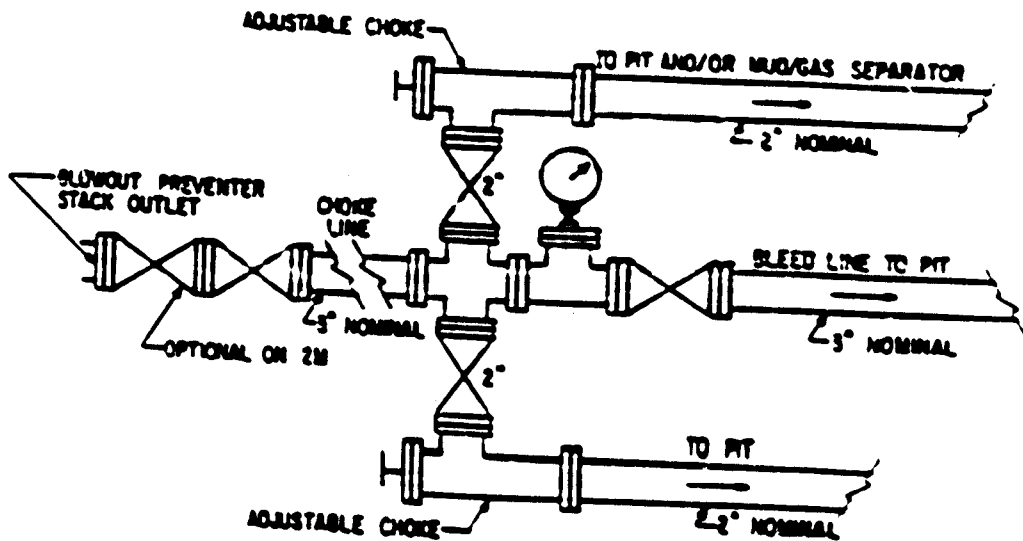 ADJUSTABLE CHOKE
TO PIT AND/OR MUD/GAS SEPARATOR
2" NOMINAL
BLOWOUT PREVENTER
STACK OUTLET
CHOKE
LINE
2"
BLEED LINE TO PIT
3" NOMINAL
3" NOMINAL
OPTIONAL ON 2M
2"
TO PIT
2" NOMINAL
ADJUSTABLE CHOKE